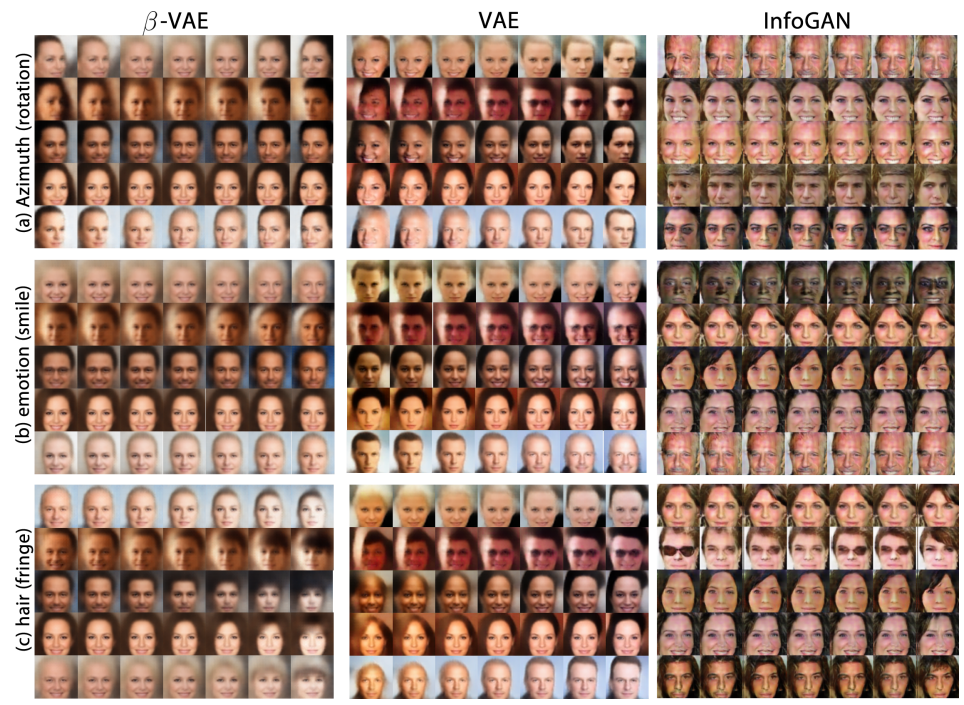 β-VAE VAE InfoGAN
(a) Azimuth (rotation)
(b) emotion (smile)
(c) hair (fringe)